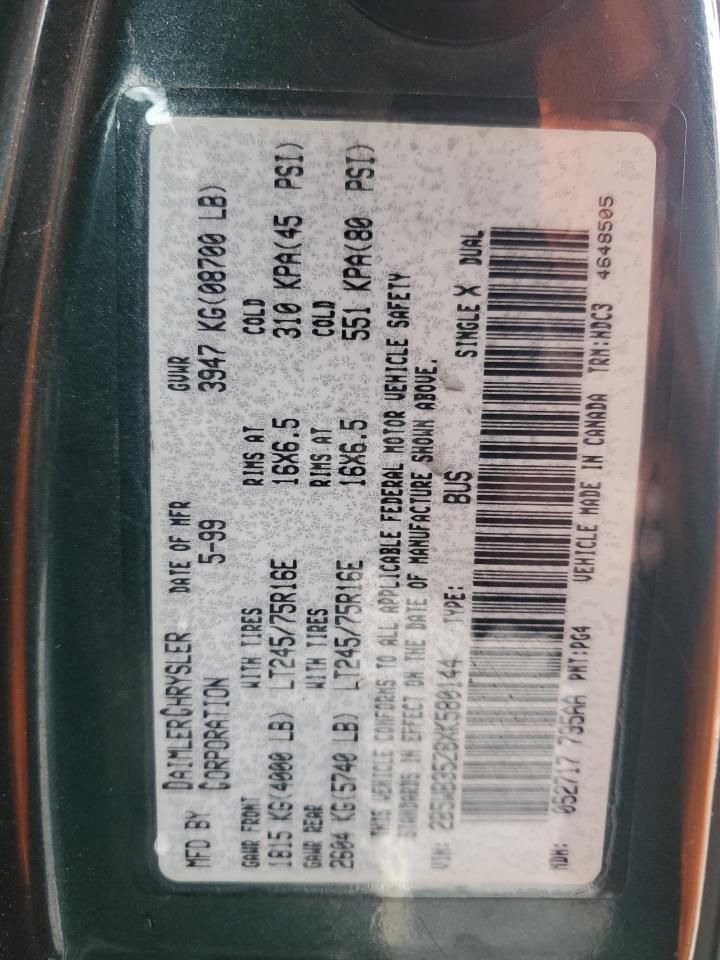 MFD BY DAIMLERCHRYSLER DATE OF MFR GVWR
CORPORATION 5-99 3947 KG(08700 LB)
GAWR FRONT WITH TIRES RIMS AT COLD
1815 KG(4000 LB) LT245/75R16E 16X6.5 310 KPA(45 PSI)
GAWR REAR WITH TIRES RIMS AT COLD
2604 KG(5740 LB) LT245/75R16E 16X6.5 551 KPA(80 PSI)
THIS VEHICLE CONFORMS TO ALL APPLICABLE FEDERAL MOTOR VEHICLE SAFETY
STANDARDS IN EFFECT ON THE DATE OF MANUFACTURE SHOWN ABOVE.
VIN: 2B5WB35Z8XK580144 TYPE: BUS SINGLE X DUAL
MDH: 052717 795AA PNT:PG4 VEHICLE MADE IN CANADA TRM:WDC3 4648505